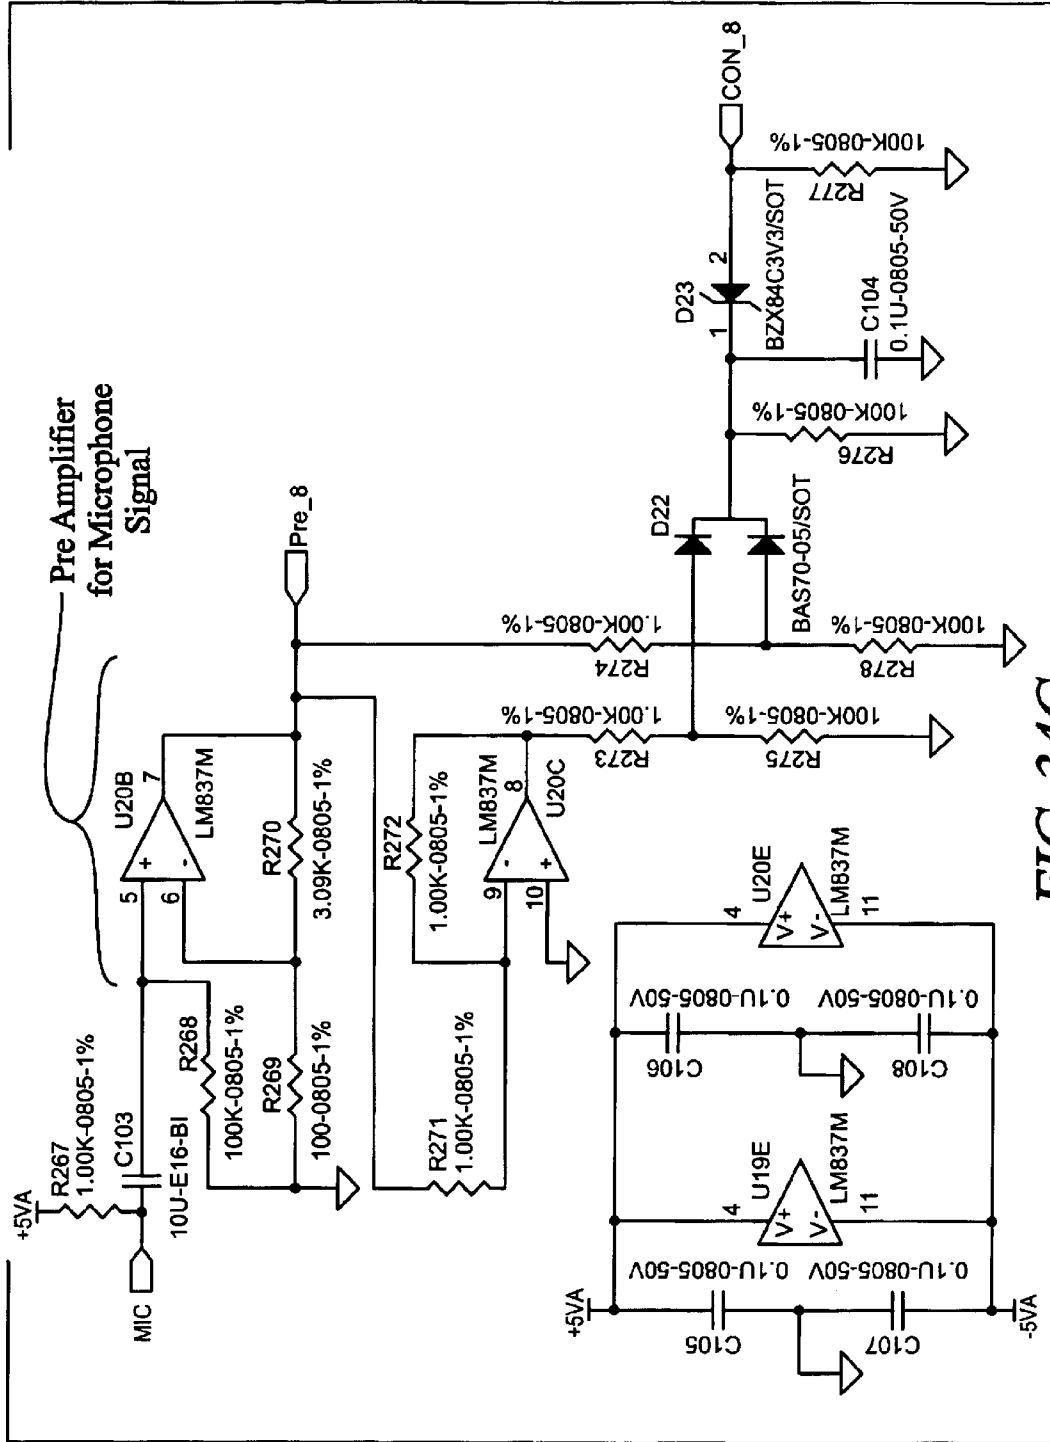 Pre Amplifier
for Microphone
Signal
+5VA
R267
1.00K-0805-1%
MIC
C103
10U-E16-BI
R268
100K-0805-1%
R269
100-0805-1%
5
6
+
-
7
U20B
LM837M
R270
3.09K-0805-1%
Pre_8
R271
1.00K-0805-1%
R272
1.00K-0805-1%
9
10
-
+
8
LM837M
U20C
R273
1.00K-0805-1%
R274
1.00K-0805-1%
R275
100K-0805-1%
R278
100K-0805-1%
D22
BAS70-05/SOT
R276
100K-0805-1%
D23
1
2
BZX84C3V3/SOT
C104
0.1U-0805-50V
R277
100K-0805-1%
CON_8
+5VA
C105
0.1U-0805-50V
C107
0.1U-0805-50V
-5VA
4
U19E
V+
V-
LM837M
11
C106
0.1U-0805-50V
C108
0.1U-0805-50V
4
U20E
V+
V-
LM837M
11